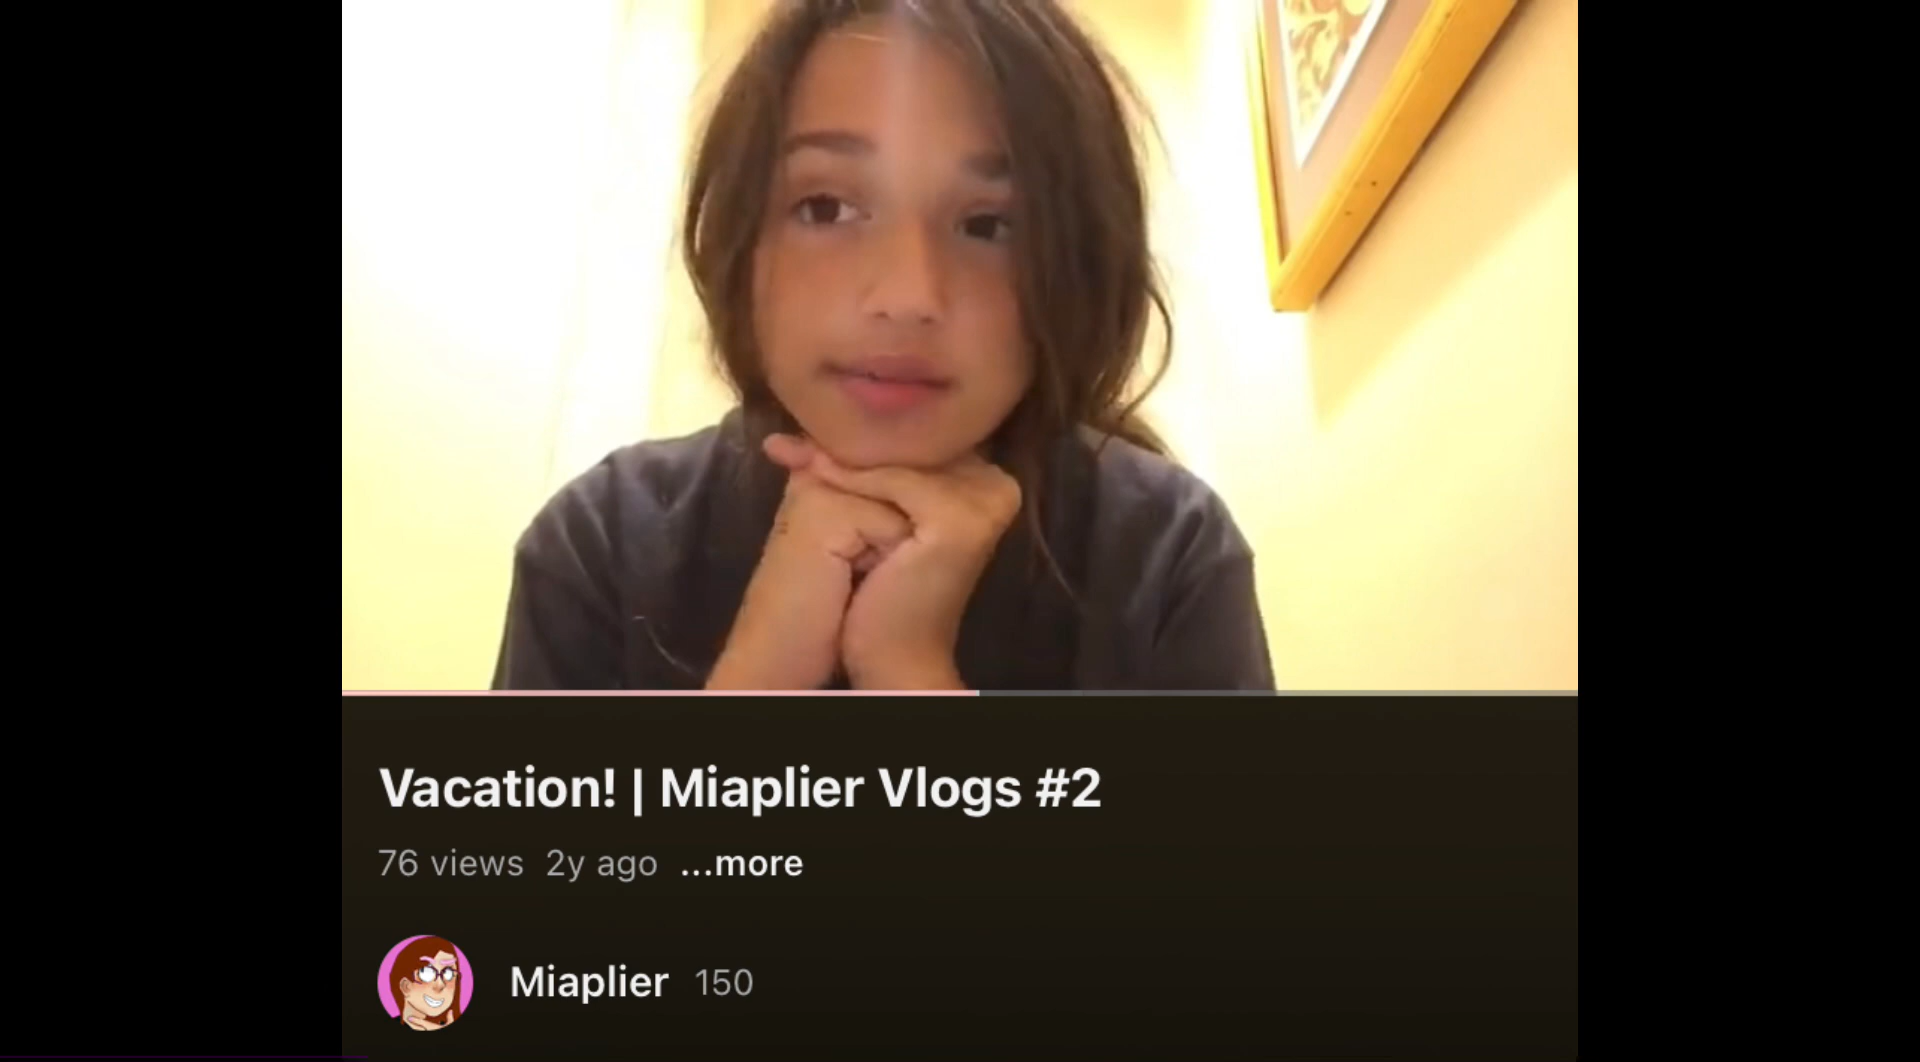 Vacation! | Miaplier Vlogs #2
76 views 2y ago ...more
Miaplier 150